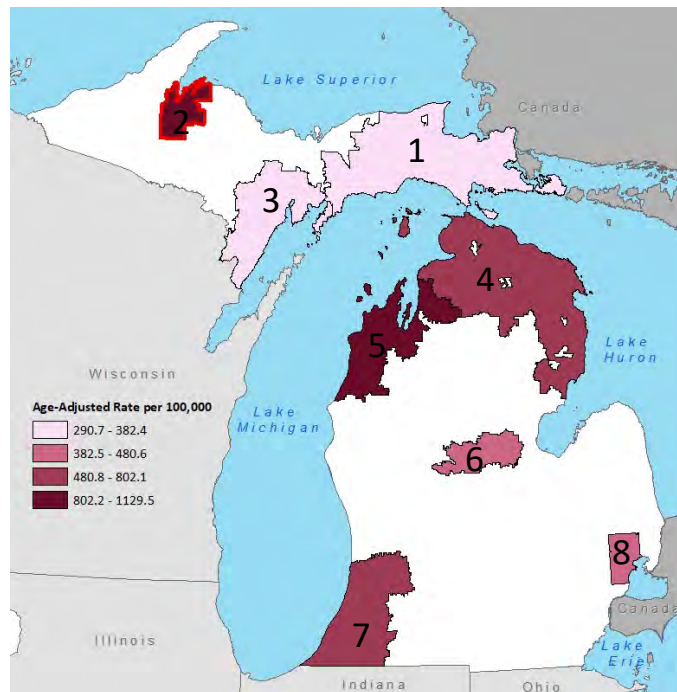 Lake Superior
Canada
2
1
3
4
5
Lake
Huron
Wisconsin
Lake
Michigan
Age-Adjusted Rate per 100,000
290.7 - 382.4
382.5 - 480.6
480.8 - 802.1
802.2 - 1129.5
6
8
Canada
7
Illinois
Lake
Erie
Indiana
Ohio